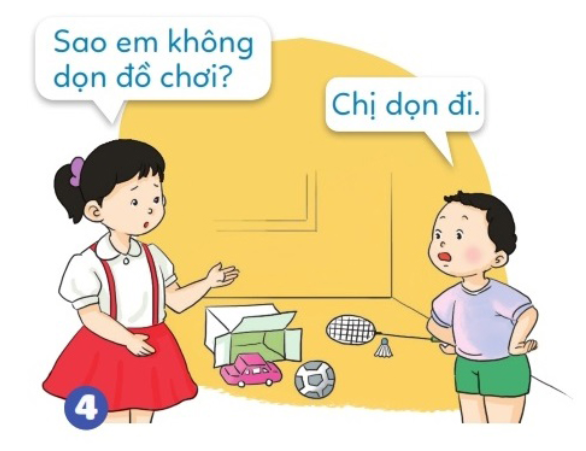 Sao em không
dọn đồ chơi?
Chị dọn đi.
4